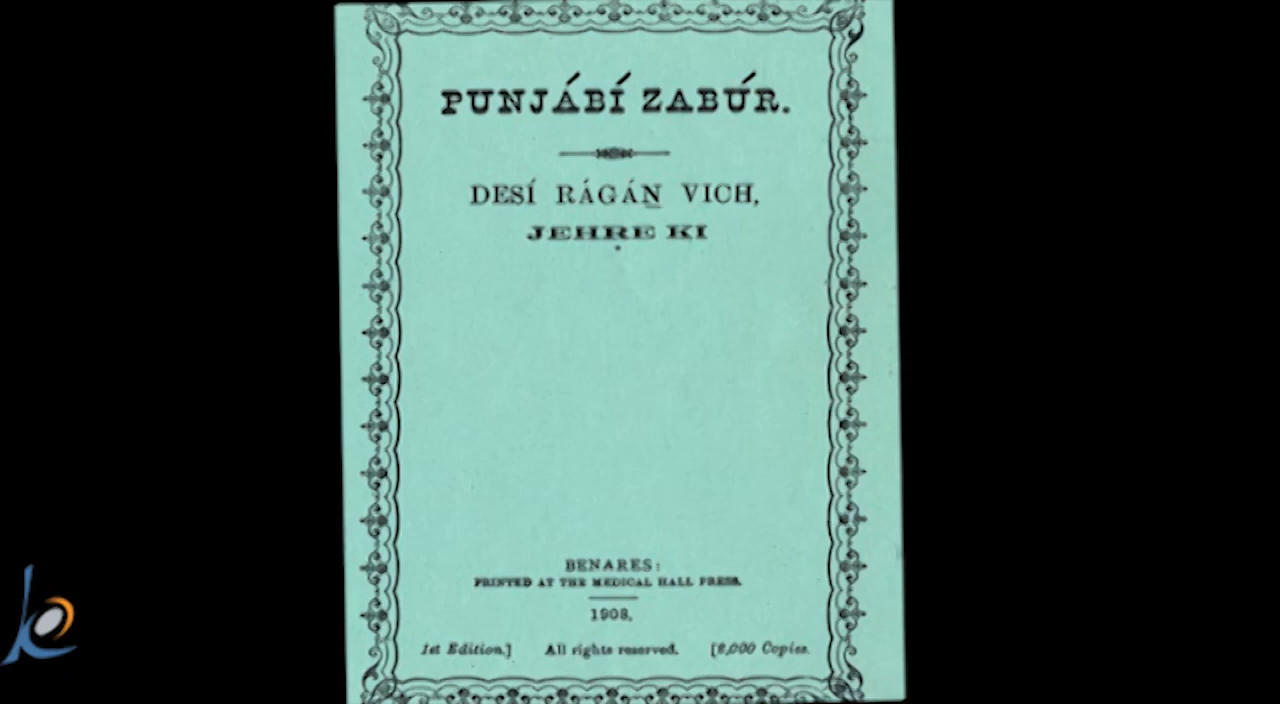 PUNJÁBÍ ZABÚR.
DESÍ RÁGÁN VICH,
JEHRE KI
BENARES:
PRINTED AT THE MEDICAL HALL PRESS.
1908.
1st Edition.] All rights reserved. [2,000 Copies.